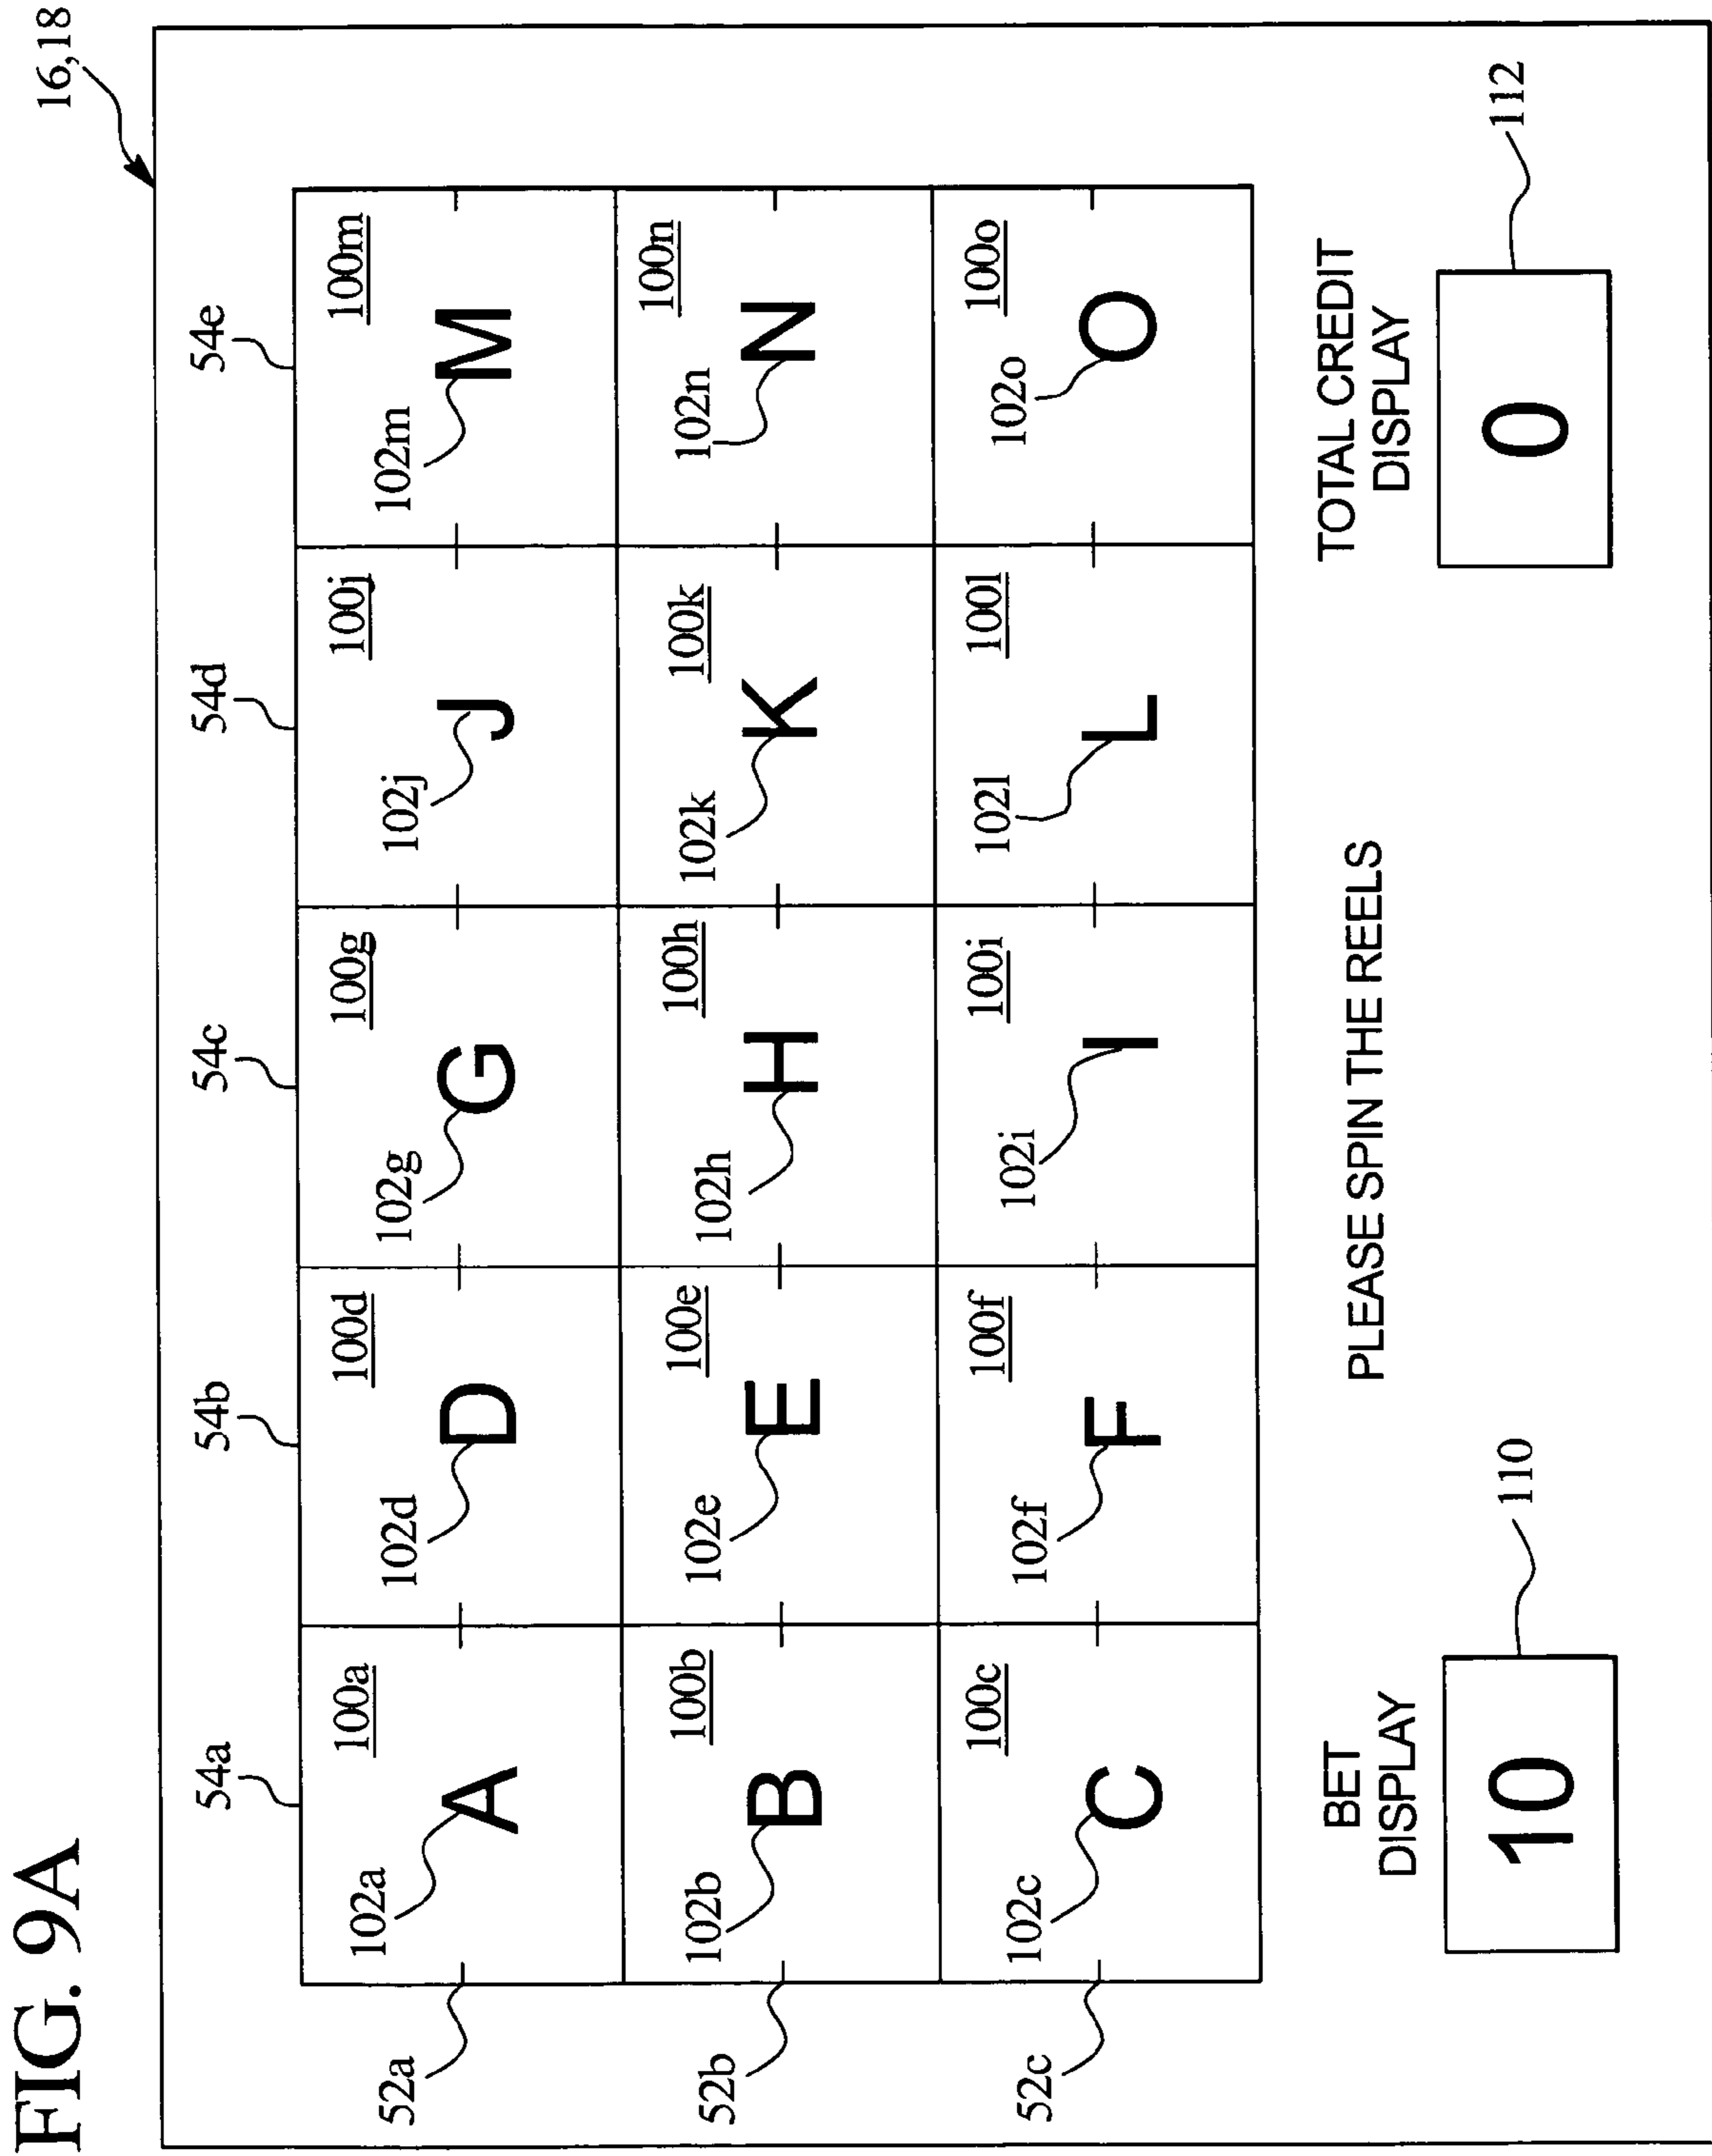 FIG. 9A
16,18
54a 54b 54c 54d 54e
100a 100d 100g 100j 100m
A D G J M
102a 102d 102g 102j 102m
52a
100b 100e 100h 100k 100n
B E H K N
102b 102e 102h 102k 102n
52b
100c 100f 100i 100l 100o
C F I L O
102c 102f 102i 102l 102o
52c
BET
DISPLAY
10
110
PLEASE SPIN THE REELS
TOTAL CREDIT
DISPLAY
0
112